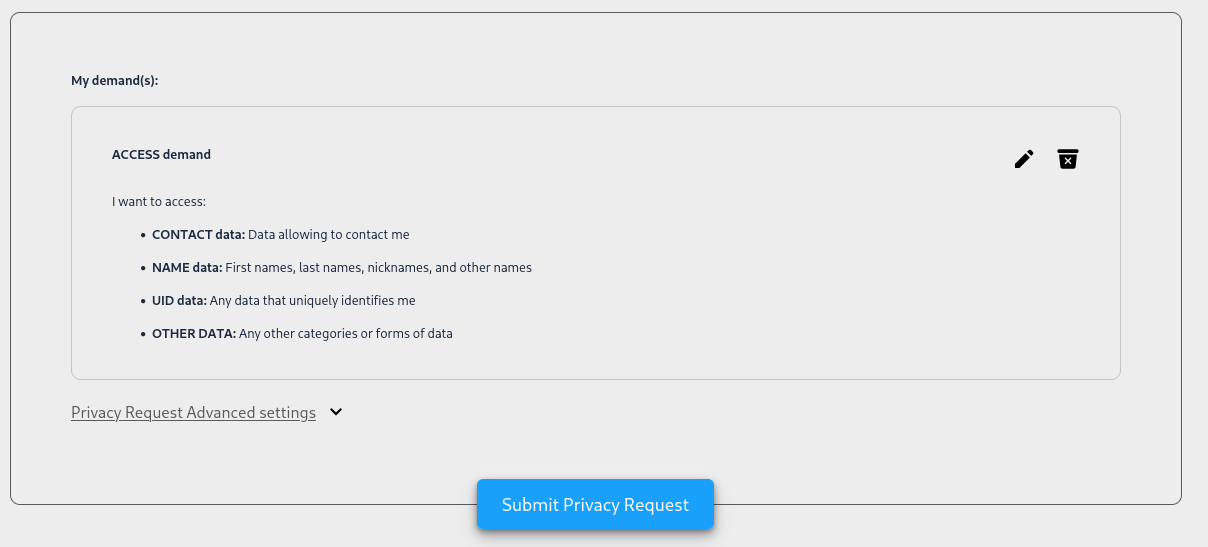 My demand(s):
ACCESS demand
I want to access:
• CONTACT data: Data allowing to contact me
• NAME data: First names, last names, nicknames, and other names
• UID data: Any data that uniquely identifies me
• OTHER DATA: Any other categories or forms of data
Privacy Request Advanced settings
Submit Privacy Request